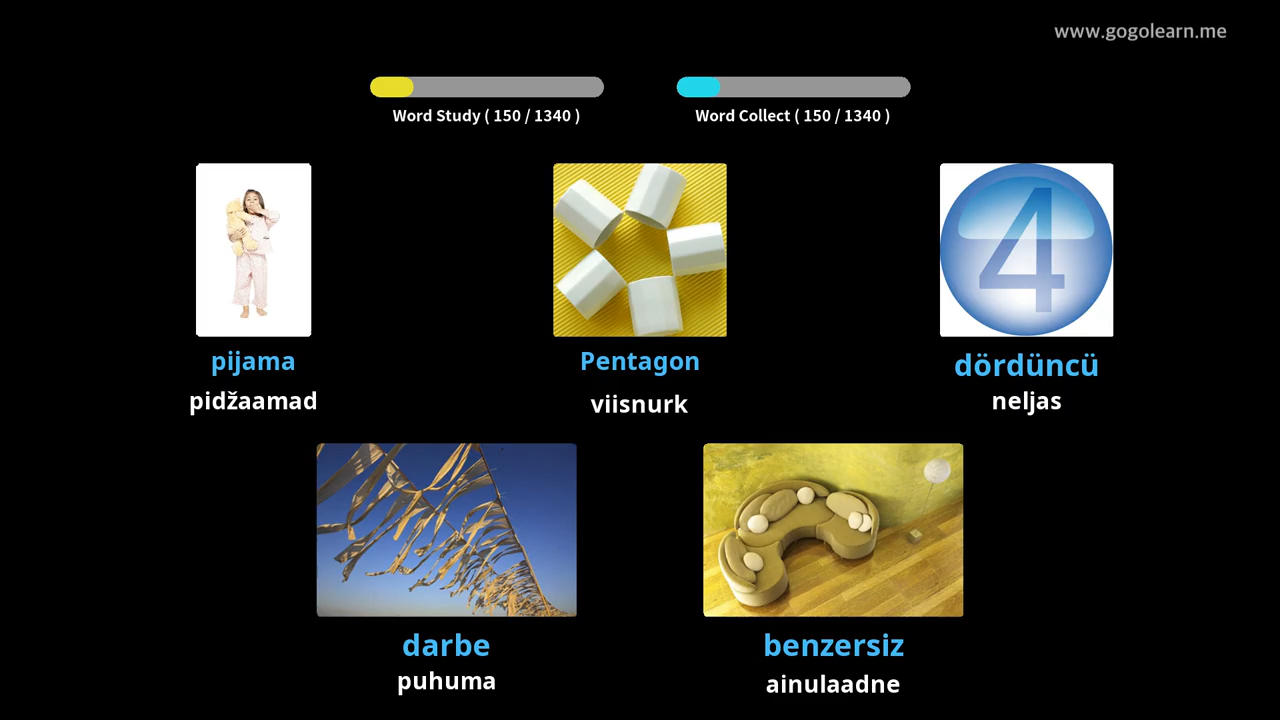 www.gogolearn.me
Word Study ( 150 / 1340 )
Word Collect ( 150 / 1340 )
4
pijama
pidžaamad
Pentagon
viisnurk
dördüncü
neljas
darbe
puhuma
benzersiz
ainulaadne